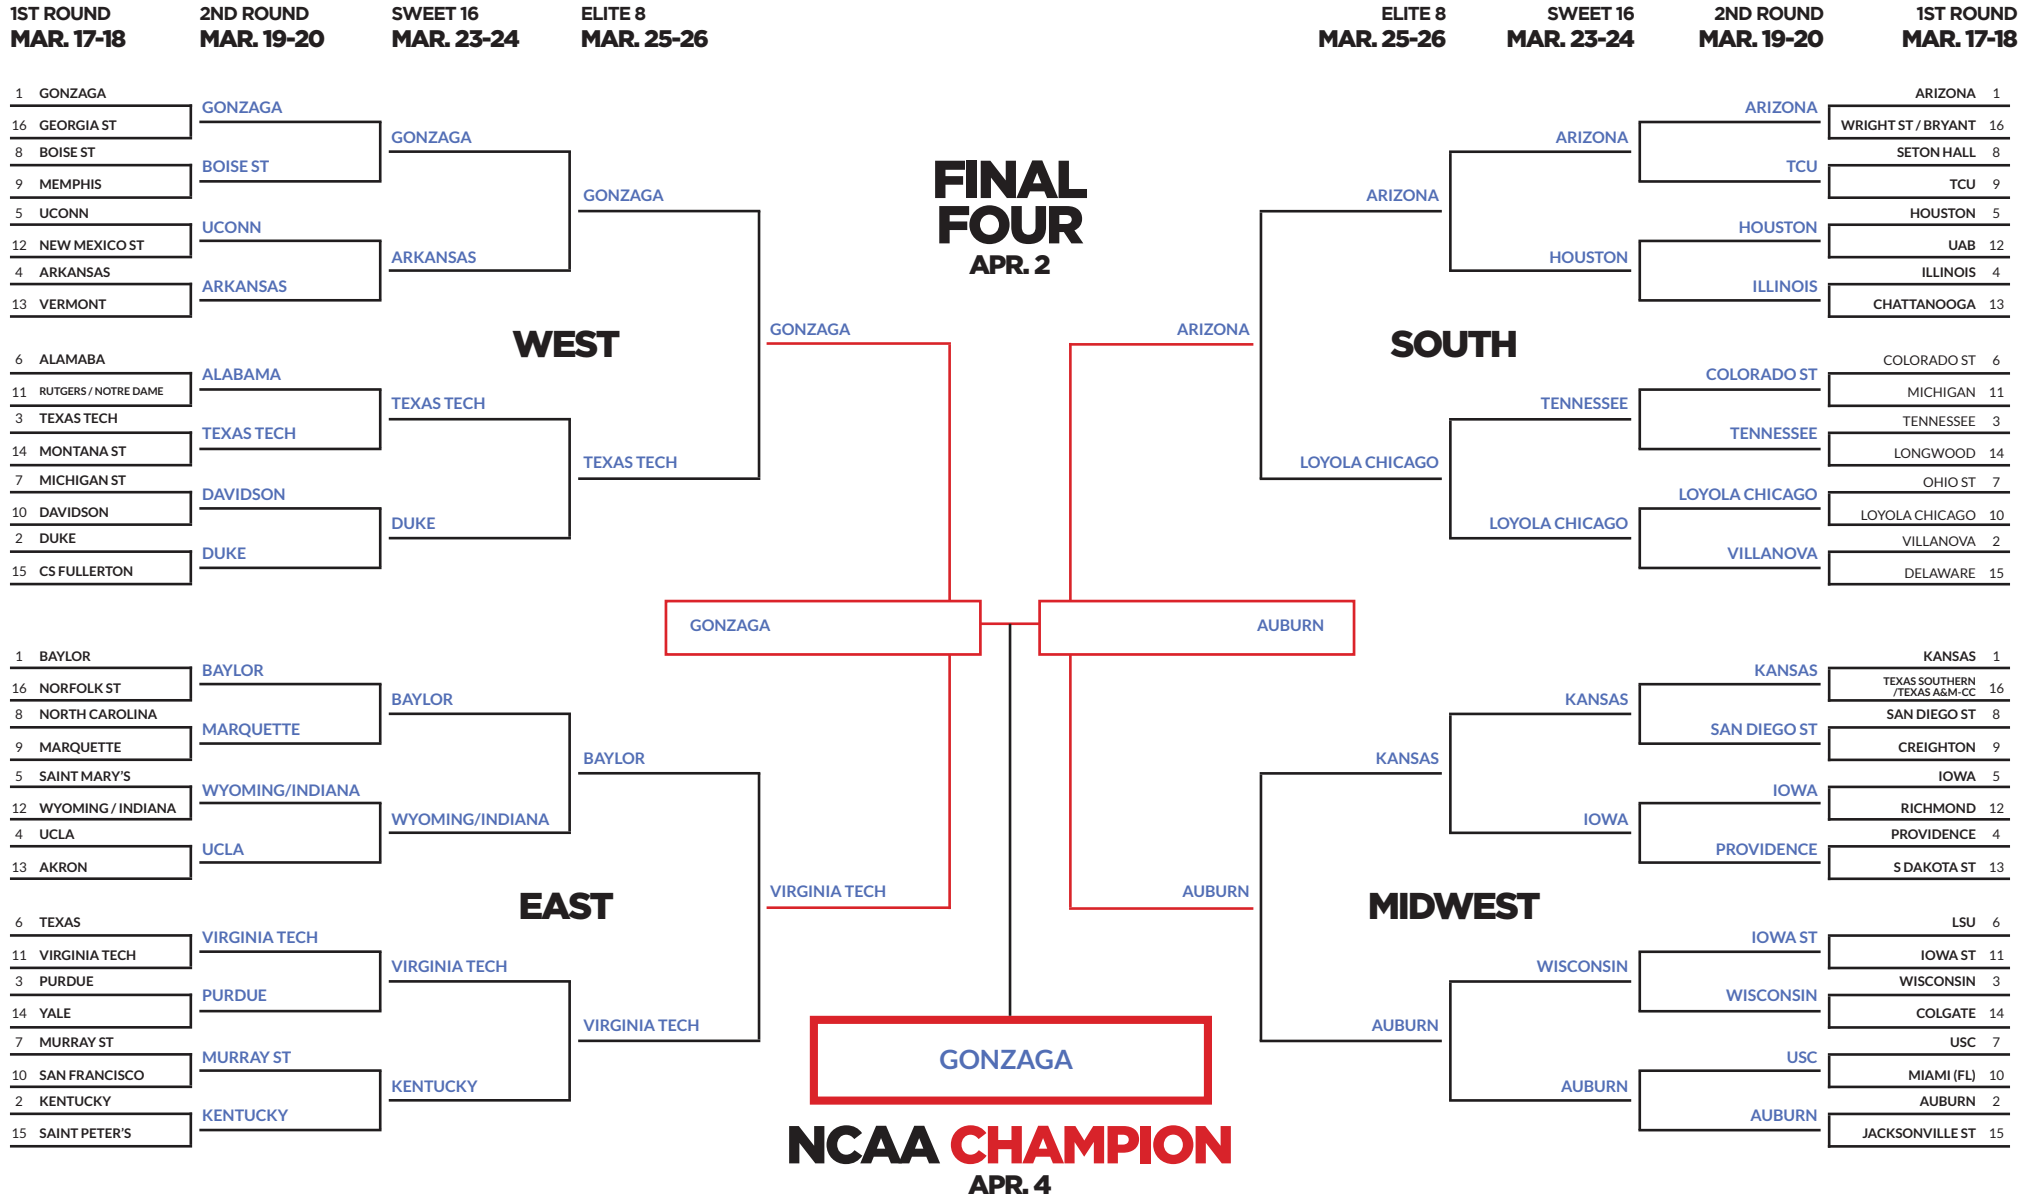 1ST ROUND
MAR. 17-18
2ND ROUND
MAR. 19-20
SWEET 16
MAR. 23-24
ELITE 8
MAR. 25-26
ELITE 8
MAR. 25-26
SWEET 16
MAR. 23-24
2ND ROUND
MAR. 19-20
1ST ROUND
MAR. 17-18
1 GONZAGA
16 GEORGIA ST
8 BOISE ST
9 MEMPHIS
5 UCONN
12 NEW MEXICO ST
4 ARKANSAS
13 VERMONT
6 ALAMABA
11 RUTGERS / NOTRE DAME
3 TEXAS TECH
14 MONTANA ST
7 MICHIGAN ST
10 DAVIDSON
2 DUKE
15 CS FULLERTON
GONZAGA
BOISE ST
UCONN
ARKANSAS
ALABAMA
TEXAS TECH
DAVIDSON
DUKE
GONZAGA
ARKANSAS
TEXAS TECH
DUKE
GONZAGA
TEXAS TECH
WEST
GONZAGA
1 BAYLOR
16 NORFOLK ST
8 NORTH CAROLINA
9 MARQUETTE
5 SAINT MARY'S
12 WYOMING / INDIANA
4 UCLA
13 AKRON
6 TEXAS
11 VIRGINIA TECH
3 PURDUE
14 YALE
7 MURRAY ST
10 SAN FRANCISCO
2 KENTUCKY
15 SAINT PETER'S
BAYLOR
MARQUETTE
WYOMING/INDIANA
UCLA
VIRGINIA TECH
PURDUE
MURRAY ST
KENTUCKY
BAYLOR
WYOMING/INDIANA
VIRGINIA TECH
KENTUCKY
BAYLOR
VIRGINIA TECH
EAST
VIRGINIA TECH
FINAL
FOUR
APR. 2
GONZAGA
AUBURN
GONZAGA
NCAA CHAMPION
APR. 4
ARIZONA
SOUTH
ARIZONA
LOYOLA CHICAGO
ARIZONA
HOUSTON
TENNESSEE
LOYOLA CHICAGO
ARIZONA
TCU
HOUSTON
ILLINOIS
COLORADO ST
TENNESSEE
LOYOLA CHICAGO
VILLANOVA
ARIZONA 1
WRIGHT ST / BRYANT 16
SETON HALL 8
TCU 9
HOUSTON 5
UAB 12
ILLINOIS 4
CHATTANOOGA 13
COLORADO ST 6
MICHIGAN 11
TENNESSEE 3
LONGWOOD 14
OHIO ST 7
LOYOLA CHICAGO 10
VILLANOVA 2
DELAWARE 15
AUBURN
MIDWEST
KANSAS
AUBURN
KANSAS
IOWA
WISCONSIN
AUBURN
KANSAS
SAN DIEGO ST
IOWA
PROVIDENCE
IOWA ST
WISCONSIN
USC
AUBURN
KANSAS 1
TEXAS SOUTHERN
/TEXAS A&M-CC 16
SAN DIEGO ST 8
CREIGHTON 9
IOWA 5
RICHMOND 12
PROVIDENCE 4
S DAKOTA ST 13
LSU 6
IOWA ST 11
WISCONSIN 3
COLGATE 14
USC 7
MIAMI (FL) 10
AUBURN 2
JACKSONVILLE ST 15